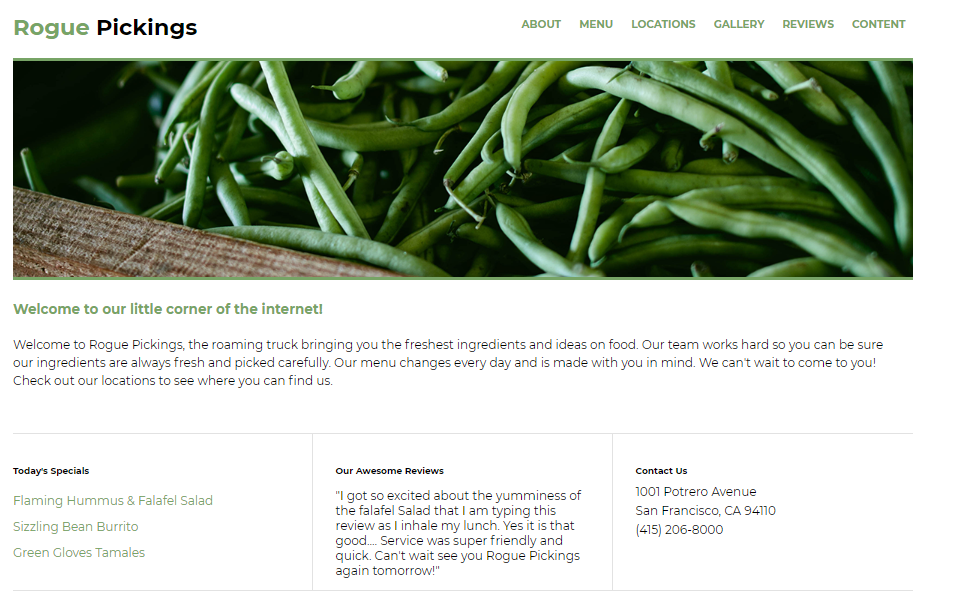 Rogue Pickings
ABOUT MENU LOCATIONS GALLERY REVIEWS CONTENT
Welcome to our little corner of the internet!
Welcome to Rogue Pickings, the roaming truck bringing you the freshest ingredients and ideas on food. Our team works hard so you can be sure
our ingredients are always fresh and picked carefully. Our menu changes every day and is made with you in mind. We can't wait to come to you!
Check out our locations to see where you can find us.
Today's Specials
Flaming Hummus & Falafel Salad
Sizzling Bean Burrito
Green Gloves Tamales
Our Awesome Reviews
"I got so excited about the yumminess of
the falafel Salad that I am typing this
review as I inhale my lunch. Yes it is that
good.... Service was super friendly and
quick. Can't wait see you Rogue Pickings
again tomorrow!"
Contact Us
1001 Potrero Avenue
San Francisco, CA 94110
(415) 206-8000